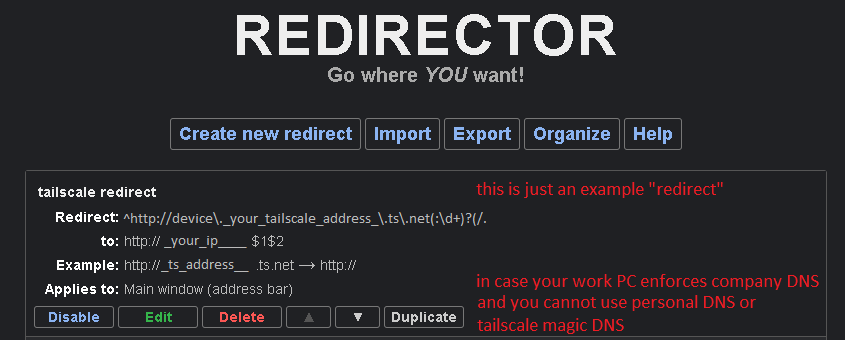 REDIRECTOR
Go where YOU want!
Create new redirect Import Export Organize Help
tailscale redirect
this is just an example "redirect"
Redirect: ^http://device\._your_tailscale_address_\.ts\.net(:\d+)?(/.
to: http:// _your_ip____ $1$2
Example: http://_ts_address__ .ts.net → http://
Applies to: Main window (address bar)
in case your work PC enforces company DNS
and you cannot use personal DNS or
tailscale magic DNS
Disable Edit Delete ▲ ▼ Duplicate